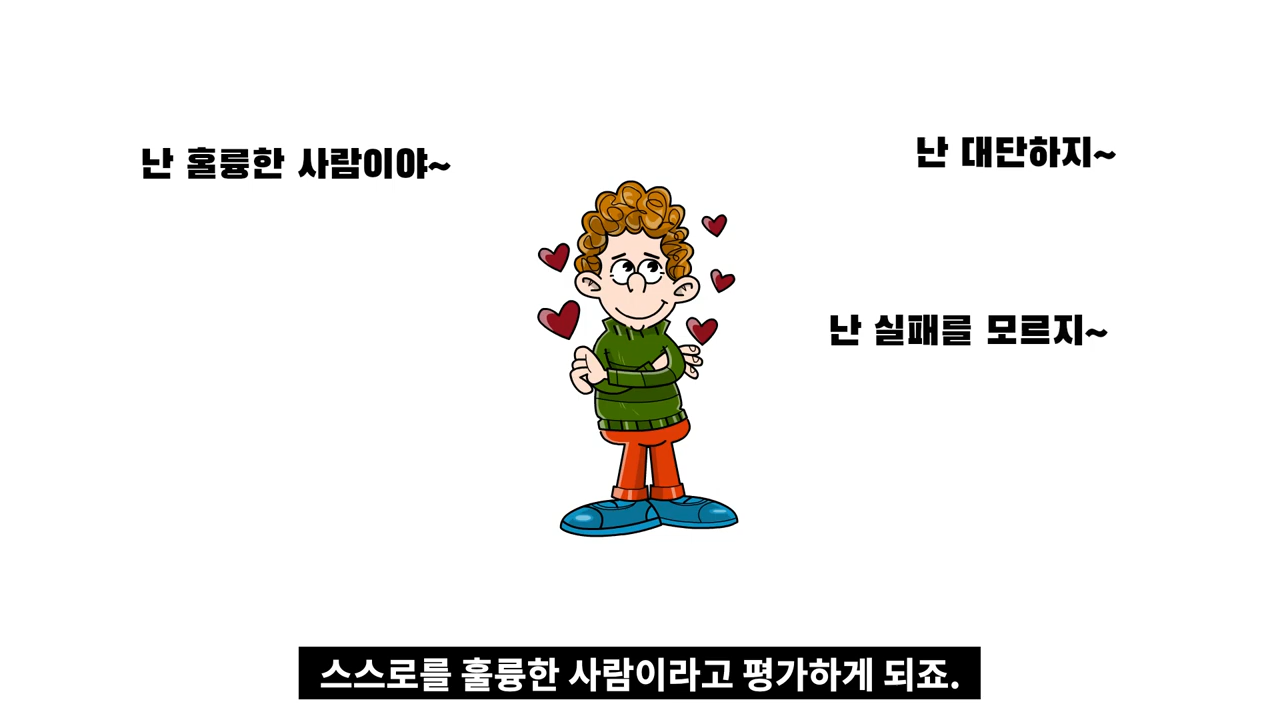 난 훌륭한 사람이야~
난 대단하지~
난 실패를 모르지~
스스로를 훌륭한 사람이라고 평가하게 되죠.